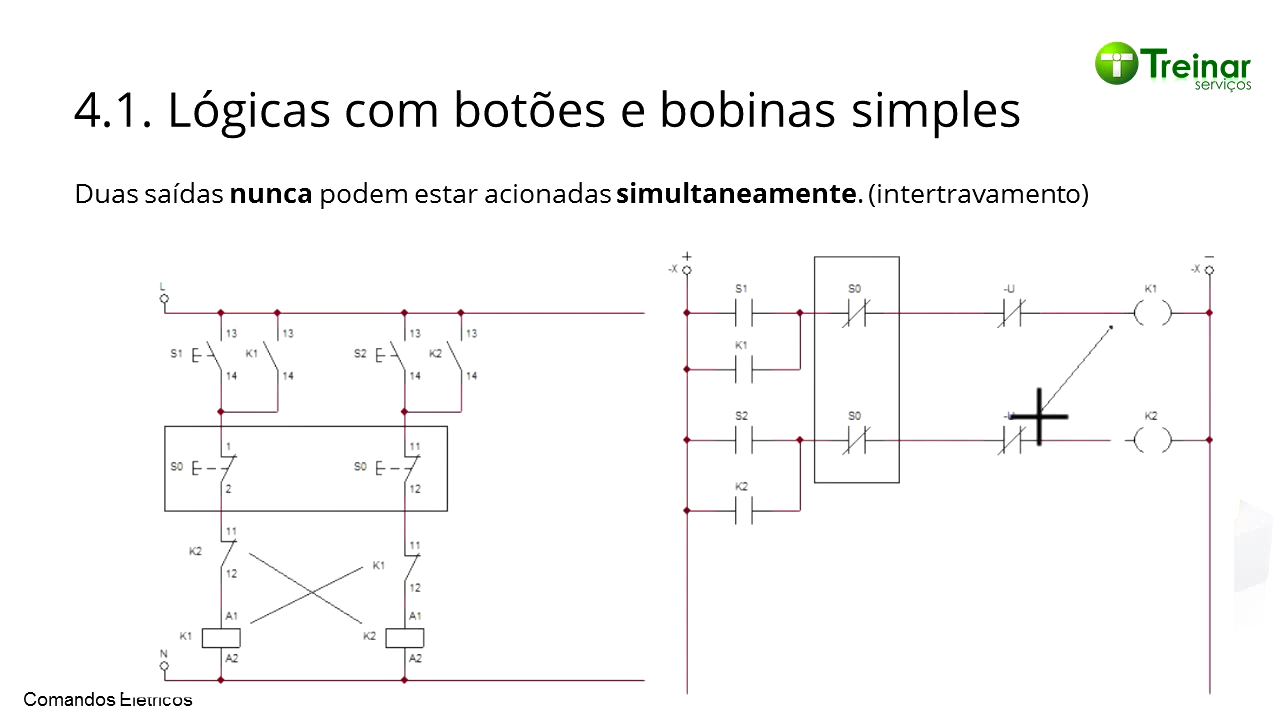 Treinar
serviços
4.1. Lógicas com botões e bobinas simples
Duas saídas nunca podem estar acionadas simultaneamente. (intertravamento)
L
13 13 13 13
S1 K1 S2 K2
14 14 14 14
1 11
S0 S0
2 12
11 11
K2 K1
12 12
A1 A1
K1 K2
A2 A2
N
+ −
-X -X
S1 S0 -U K1
K1
S2 S0 K2
K2
Comandos Elétricos